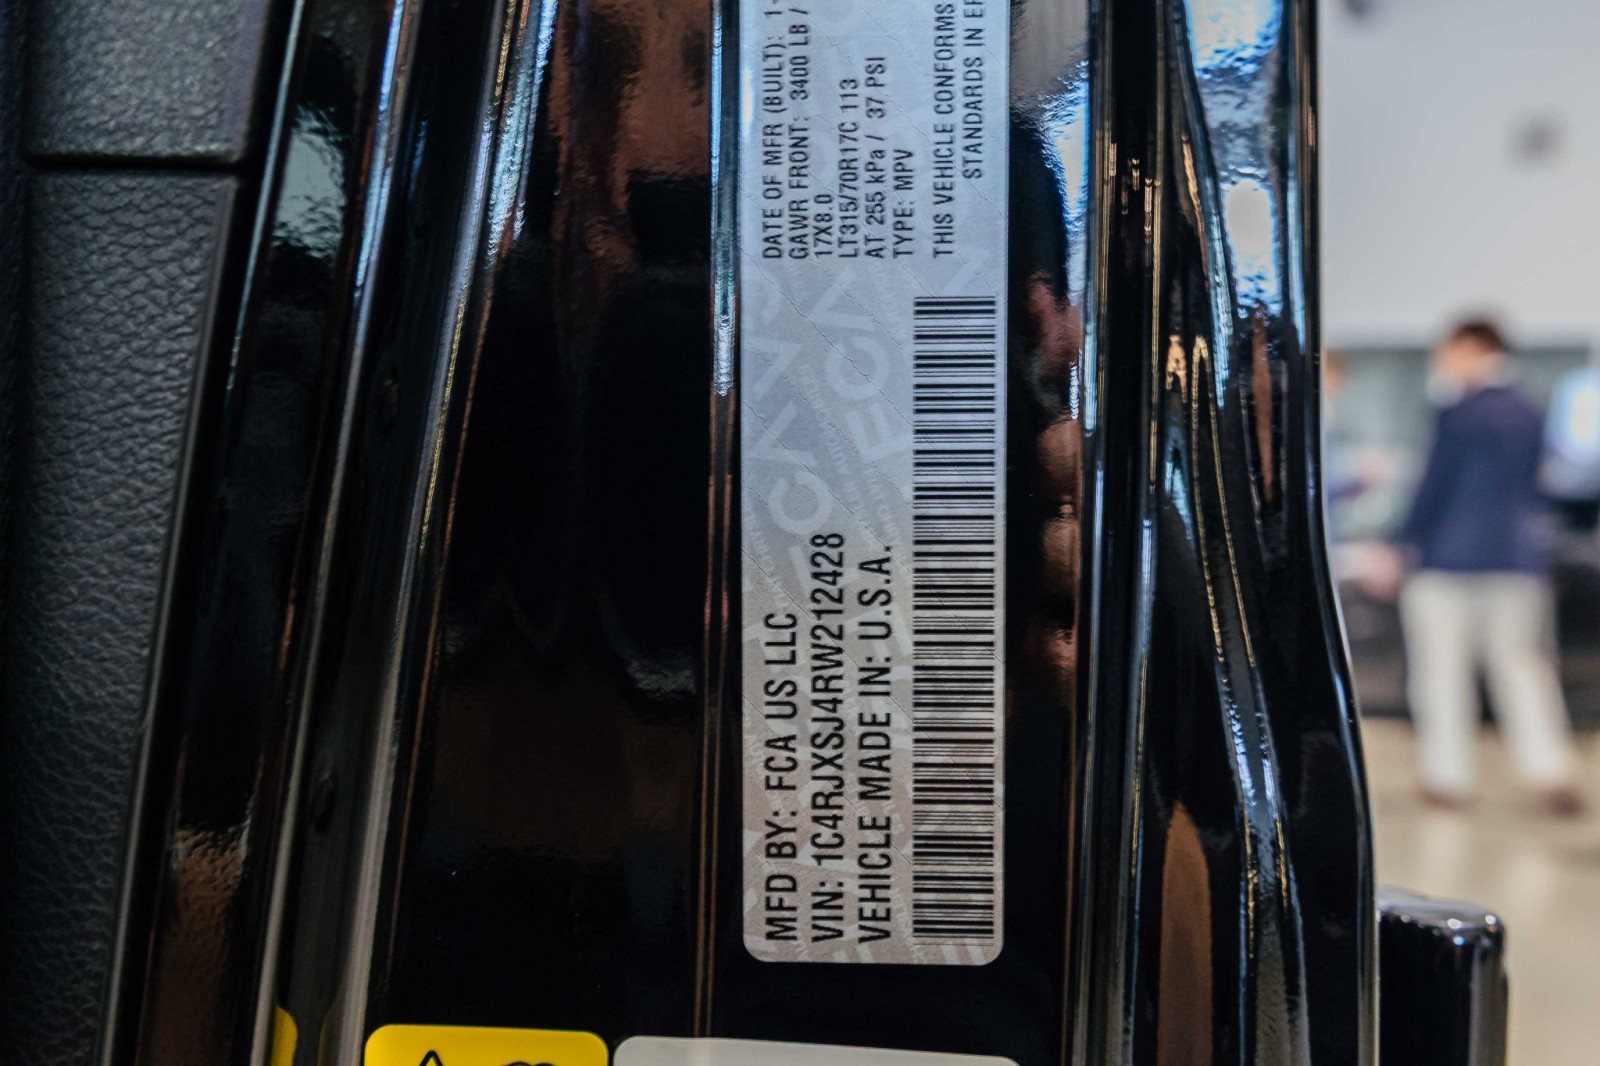 MFD BY: FCA US LLC
VIN: 1C4RJXSJ4RW212428
VEHICLE MADE IN: U.S.A.
DATE OF MFR (BUILT): 1-
GAWR FRONT: 3400 LB /
17X8.0
LT315/70R17C 113
AT 255 kPa / 37 PSI
TYPE: MPV
THIS VEHICLE CONFORMS
STANDARDS IN